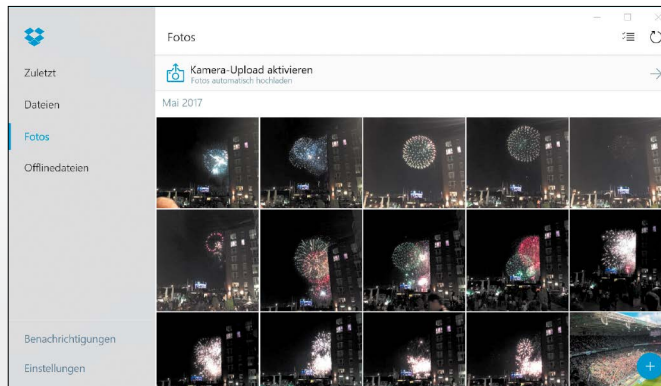 Fotos
Zuletzt
Dateien
Fotos
Offlinedateien
Benachrichtigungen
Einstellungen
Kamera-Upload aktivieren
Fotos automatisch hochladen
Mai 2017